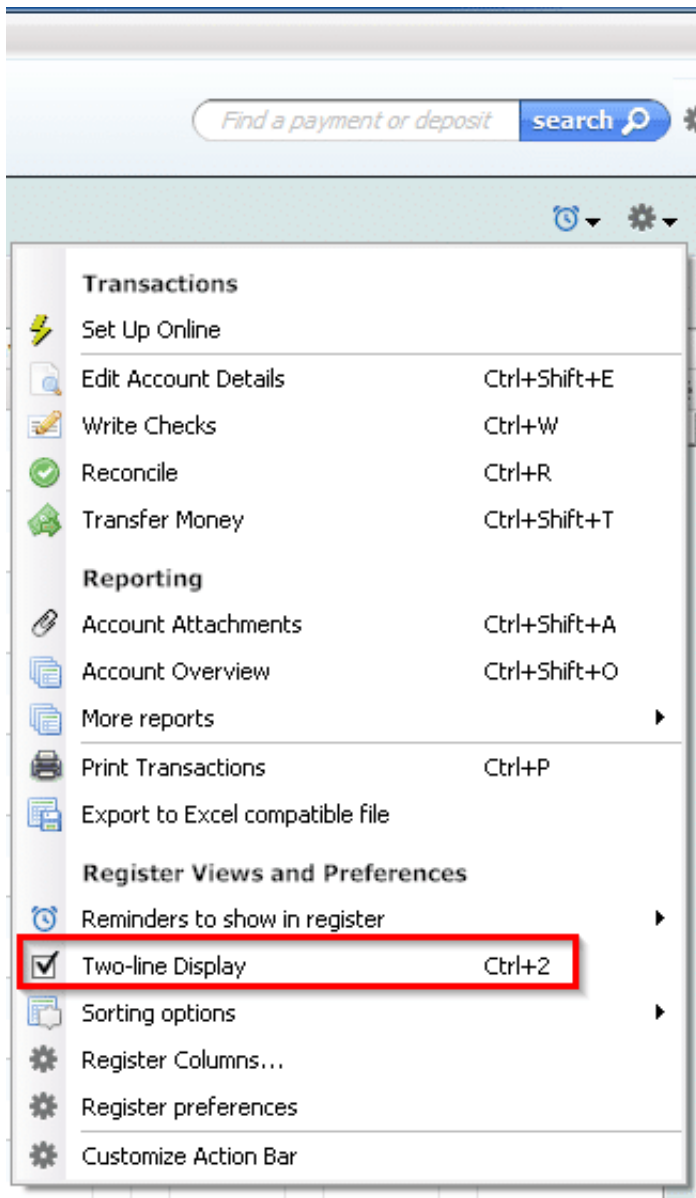 Find a payment or deposit search
Transactions
Set Up Online
Edit Account Details Ctrl+Shift+E
Write Checks Ctrl+W
Reconcile Ctrl+R
Transfer Money Ctrl+Shift+T
Reporting
Account Attachments Ctrl+Shift+A
Account Overview Ctrl+Shift+O
More reports
Print Transactions Ctrl+P
Export to Excel compatible file
Register Views and Preferences
Reminders to show in register
Two-line Display Ctrl+2
Sorting options
Register Columns...
Register preferences
Customize Action Bar